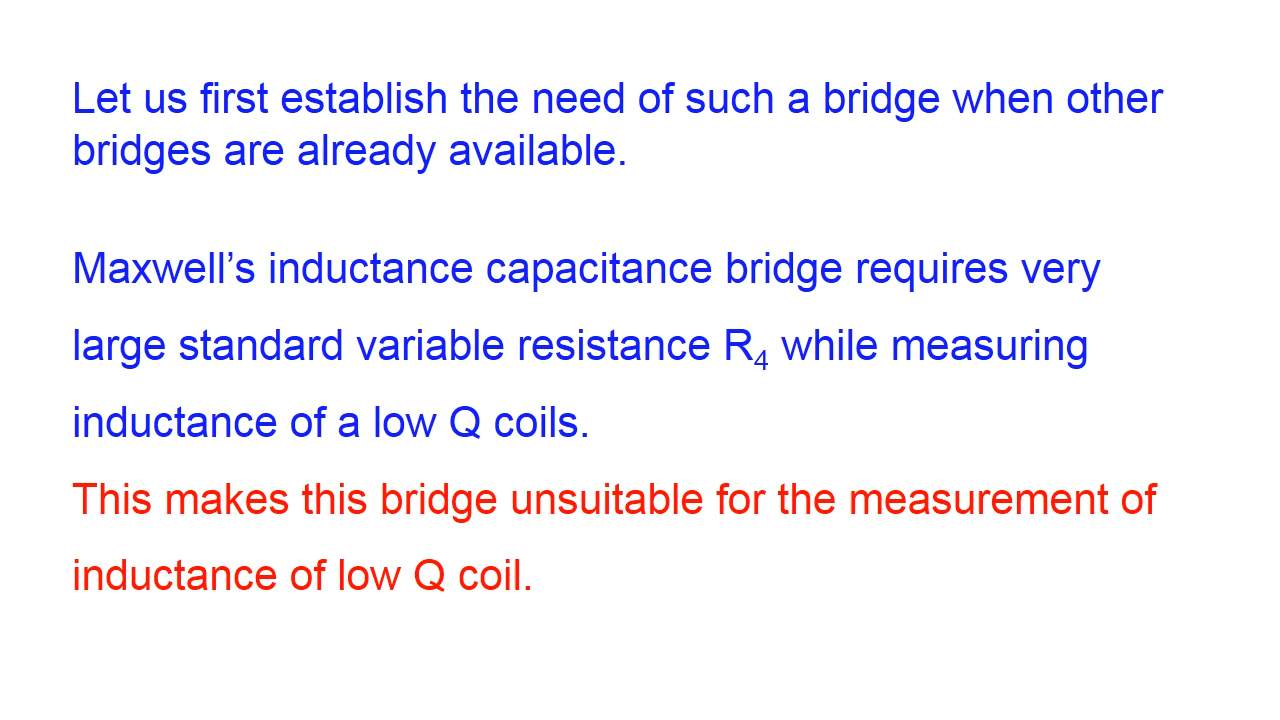 Let us first establish the need of such a bridge when other
bridges are already available.
Maxwell’s inductance capacitance bridge requires very
large standard variable resistance R₄ while measuring
inductance of a low Q coils.
This makes this bridge unsuitable for the measurement of
inductance of low Q coil.